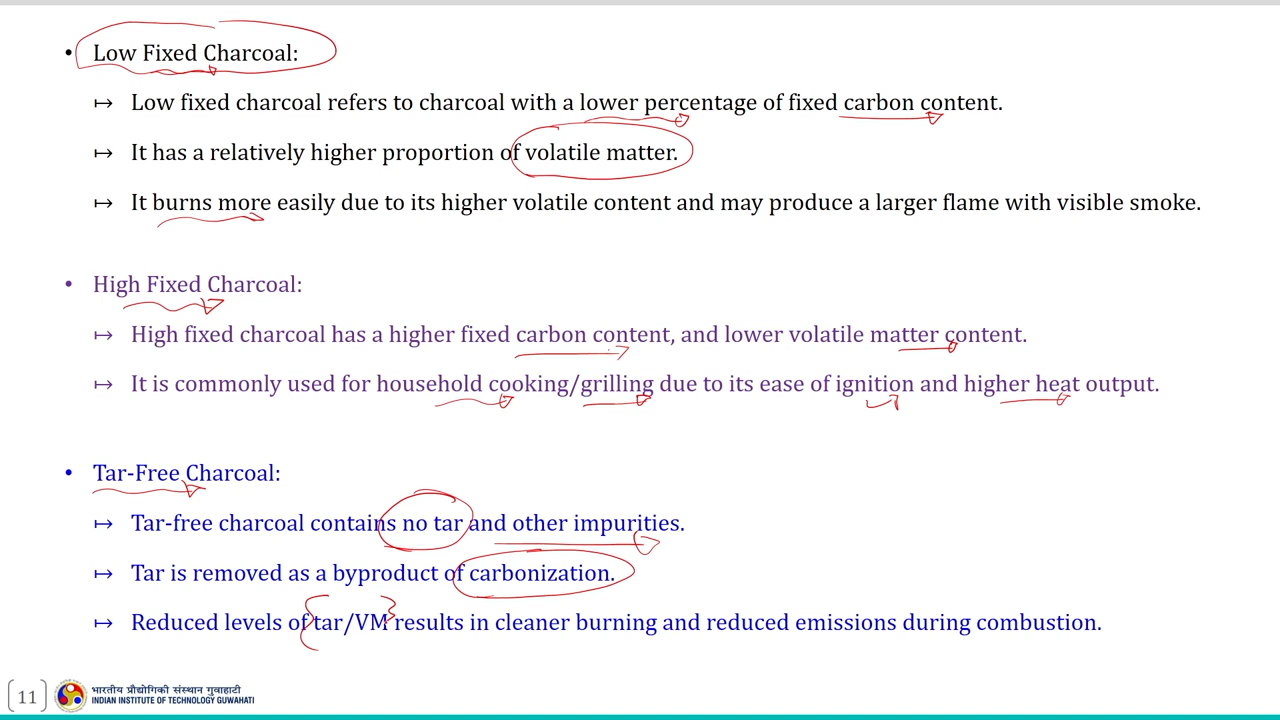 • Low Fixed Charcoal:
↦ Low fixed charcoal refers to charcoal with a lower percentage of fixed carbon content.
↦ It has a relatively higher proportion of volatile matter.
↦ It burns more easily due to its higher volatile content and may produce a larger flame with visible smoke.
• High Fixed Charcoal:
↦ High fixed charcoal has a higher fixed carbon content, and lower volatile matter content.
↦ It is commonly used for household cooking/grilling due to its ease of ignition and higher heat output.
• Tar-Free Charcoal:
↦ Tar-free charcoal contains no tar and other impurities.
↦ Tar is removed as a byproduct of carbonization.
↦ Reduced levels of tar/VM results in cleaner burning and reduced emissions during combustion.
11
भारतीय प्रौद्योगिकी संस्थान गुवाहाटी
INDIAN INSTITUTE OF TECHNOLOGY GUWAHATI